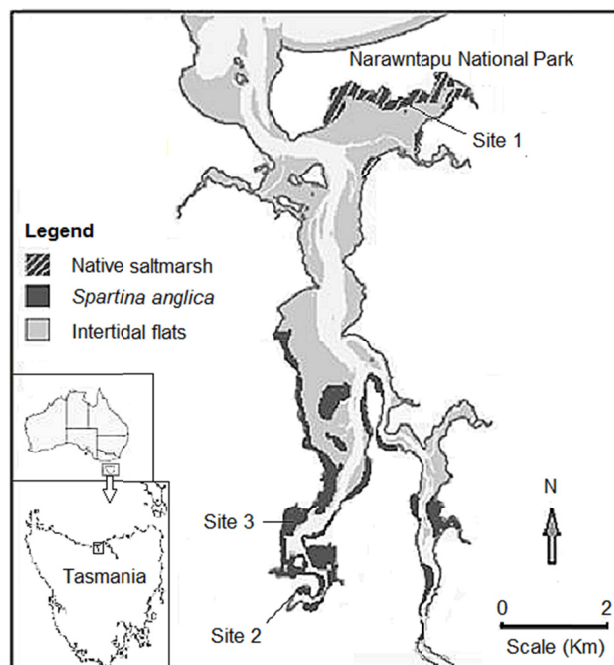 Narawntapu National Park
Site 1
Legend
Native saltmarsh
Spartina anglica
Intertidal flats
Site 3
Tasmania
Site 2
N
0 2
Scale (Km)